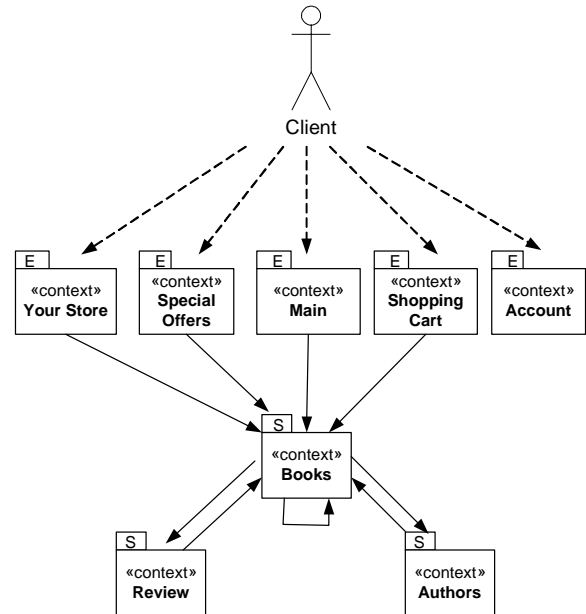 Client
E
E
E
E
E
«context»
Your Store
«context»
Special
Offers
«context»
Main
«context»
Shopping
Cart
«context»
Account
S
«context»
Books
S
«context»
Review
S
«context»
Authors